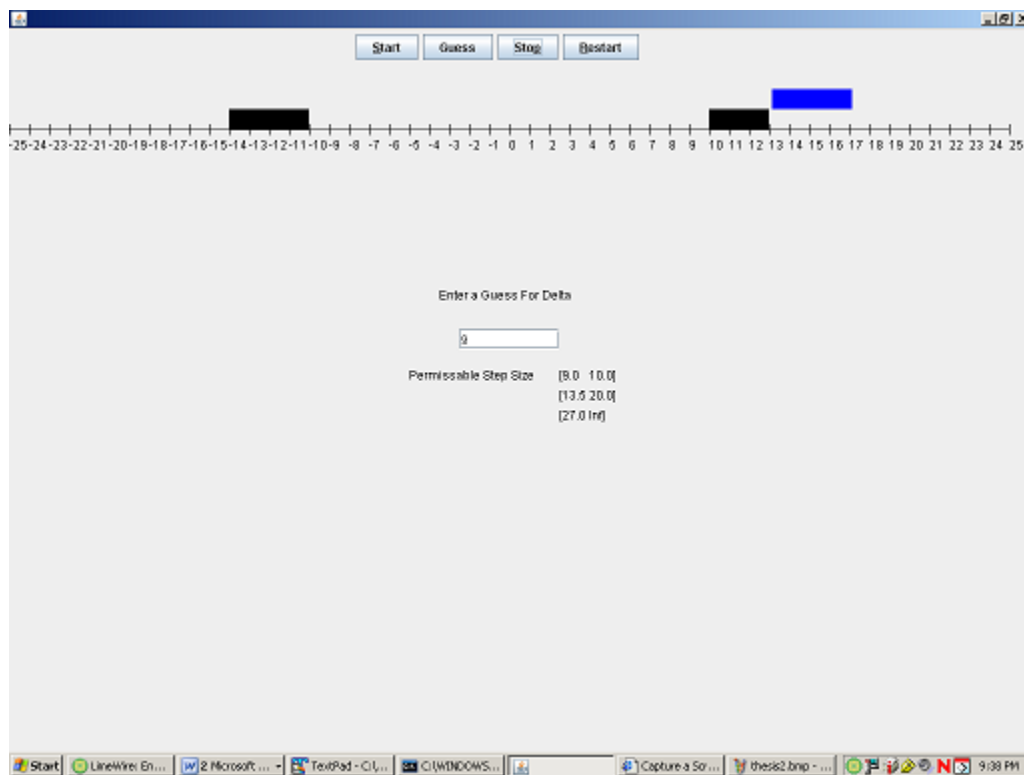 Start Guess Stop Restart
-25-24-23-22-21-20-19-18-17-16-15-14-13-12-11-10-9 -8 -7 -6 -5 -4 -3 -2 -1 0 1 2 3 4 5 6 7 8 9 10 11 12 13 14 15 16 17 18 19 20 21 22 23 24 25
Enter a Guess For Delta
9
Permissable Step Size [9.0 10.0]
[13.5 20.0]
[27.0 Inf]
Start LimeWire: En... 2 Microsoft ... TextPad - C:\... C:\WINDOWS... Capture a Scr... thesis2.bmp - ... 9:38 PM